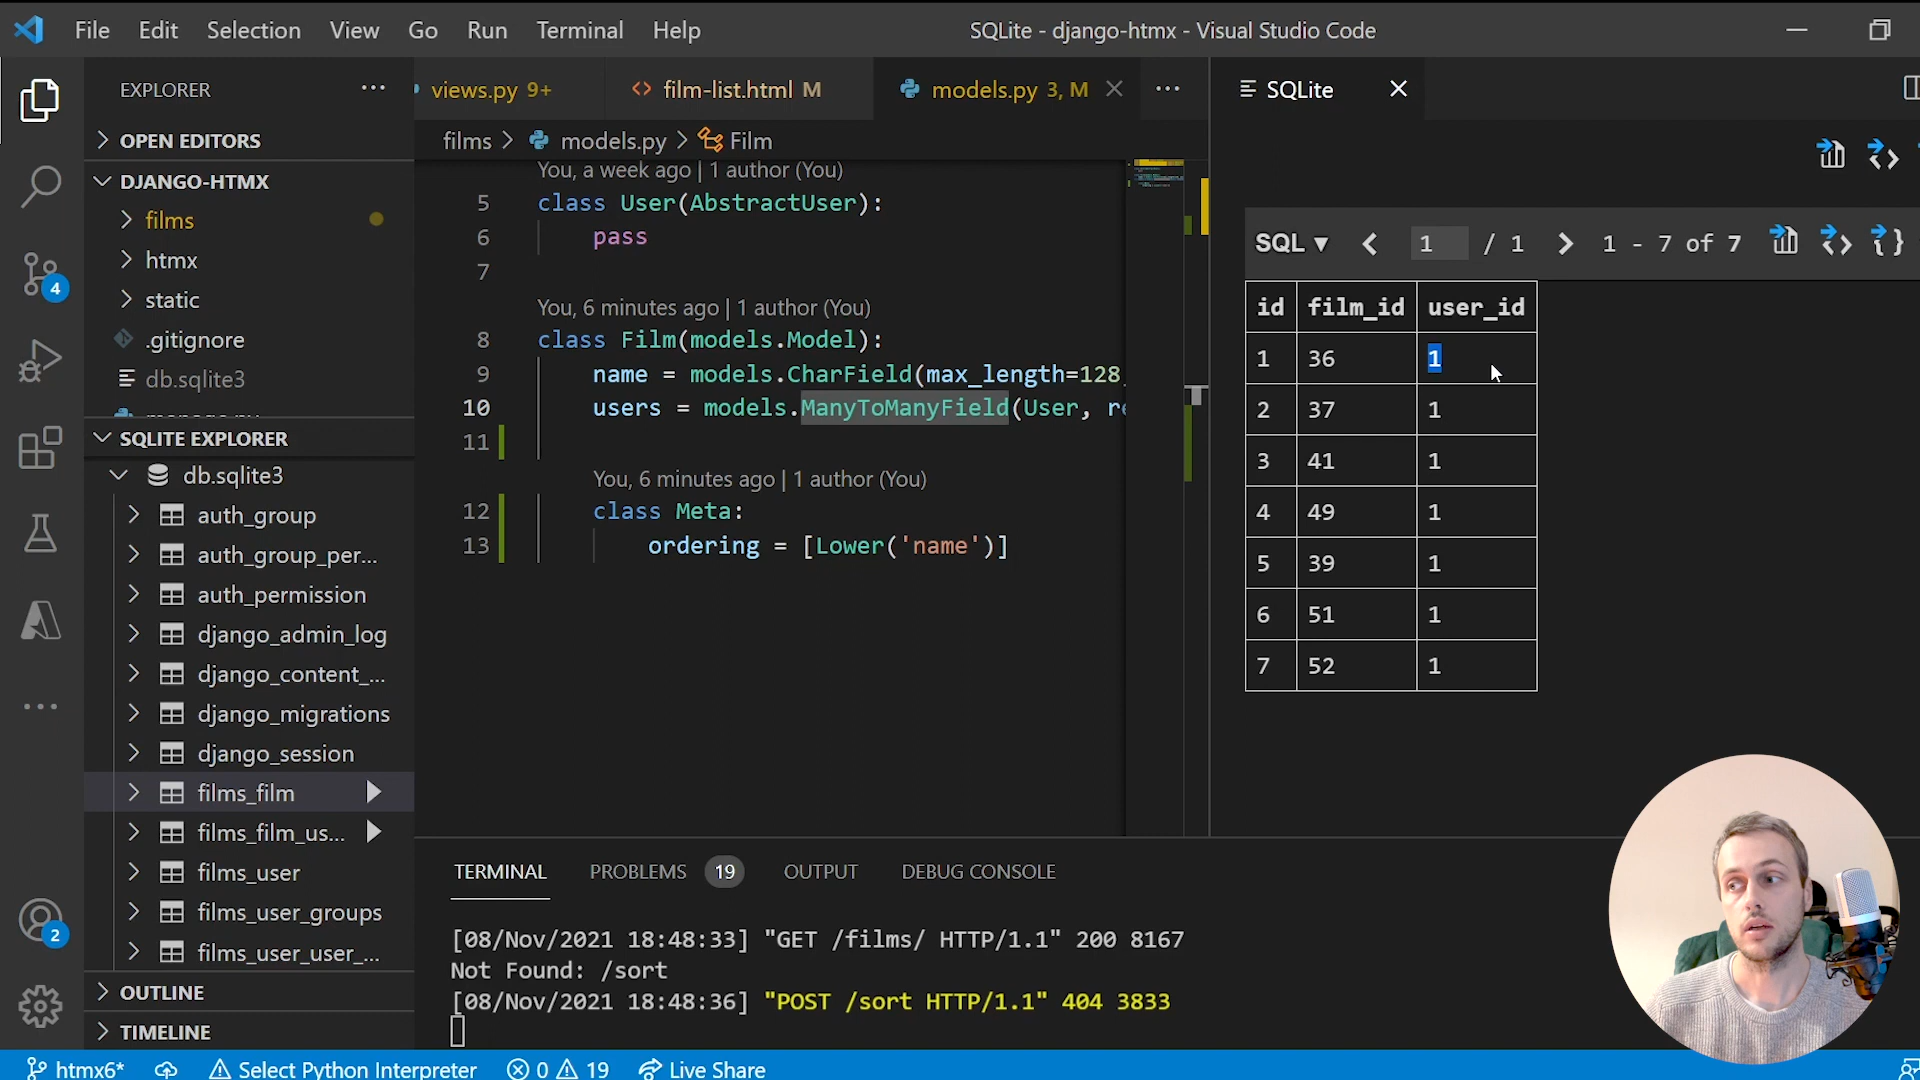 File Edit Selection View Go Run Terminal Help
SQLite - django-htmx - Visual Studio Code
EXPLORER
OPEN EDITORS
DJANGO-HTMX
films
htmx
static
.gitignore
db.sqlite3
SQLITE EXPLORER
db.sqlite3
auth_group
auth_group_per...
auth_permission
django_admin_log
django_content_...
django_migrations
django_session
films_film
films_film_us...
films_user
films_user_groups
films_user_user_...
OUTLINE
TIMELINE
4
2
views.py 9+
film-list.html M
models.py 3, M
films > models.py > Film
You, a week ago | 1 author (You)
5 class User(AbstractUser):
6 pass
7
You, 6 minutes ago | 1 author (You)
8 class Film(models.Model):
9 name = models.CharField(max_length=128,
10 users = models.ManyToManyField(User, re
11
You, 6 minutes ago | 1 author (You)
12 class Meta:
13 ordering = [Lower('name')]
SQLite
SQL ▼ < 1 / 1 > 1 - 7 of 7
id film_id user_id
1 36 1
2 37 1
3 41 1
4 49 1
5 39 1
6 51 1
7 52 1
TERMINAL PROBLEMS 19 OUTPUT DEBUG CONSOLE
[08/Nov/2021 18:48:33] "GET /films/ HTTP/1.1" 200 8167
Not Found: /sort
[08/Nov/2021 18:48:36] "POST /sort HTTP/1.1" 404 3833
htmx6* Select Python Interpreter 0 19 Live Share